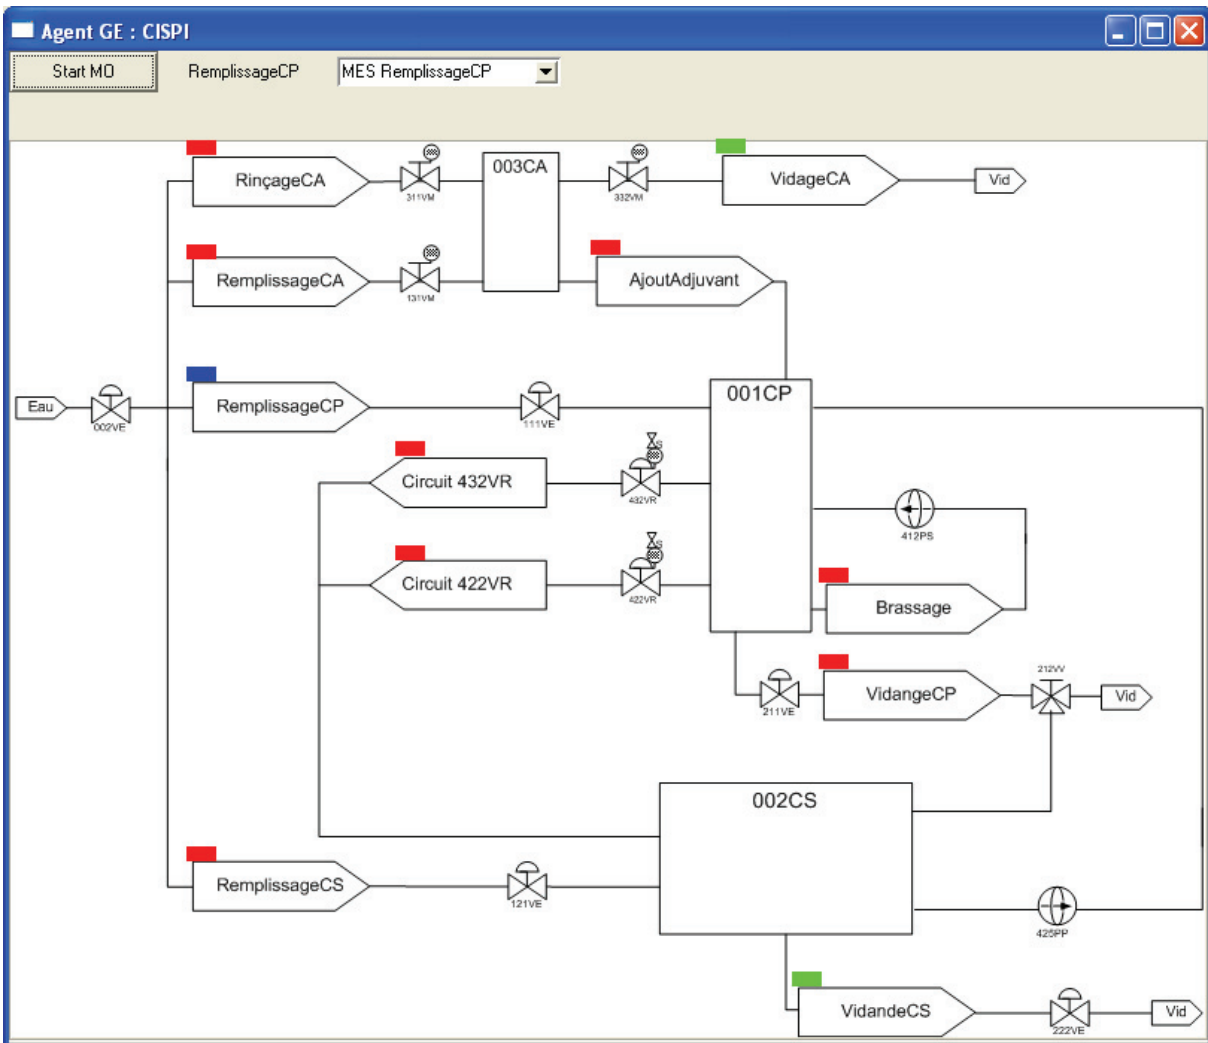 Agent GE : CISPI
Start MO RemplissageCP MES RemplissageCP
RinçageCA
311VM
003CA
332VM
VidageCA
Vid
RemplissageCA
131VM
AjoutAdjuvant
Eau
002VE
RemplissageCP
111VE
001CP
Circuit 432VR
S
432VR
412PS
Circuit 422VR
S
422VR
Brassage
211VE
VidangeCP
212VV
Vid
002CS
RemplissageCS
121VE
425PP
VidandeCS
222VE
Vid